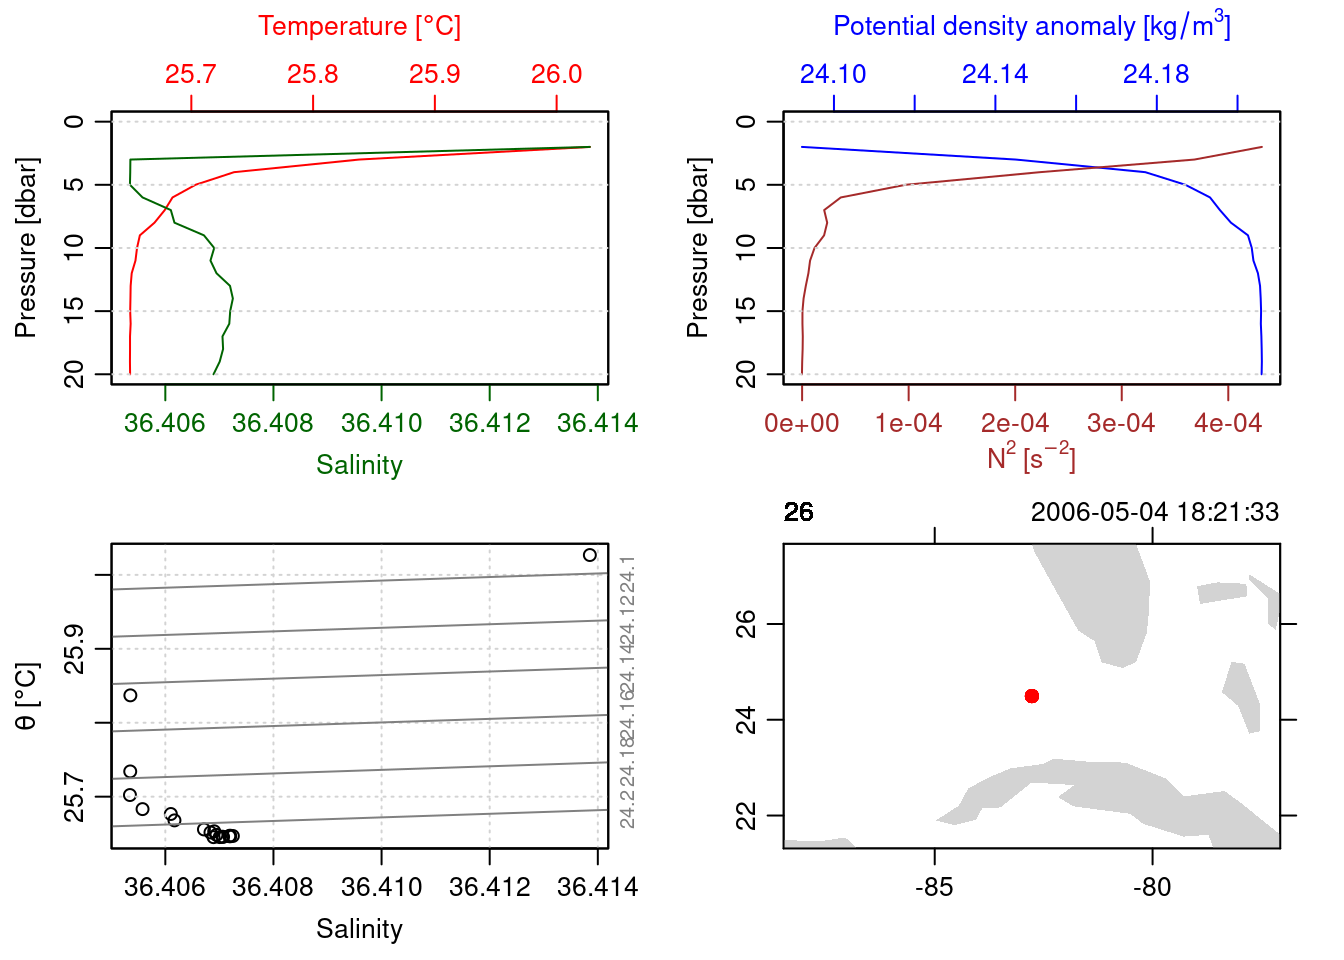 Temperature [°C]
25.7 25.8 25.9 26.0
0
5
10
15
20
Pressure [dbar]
36.406 36.408 36.410 36.412 36.414
Salinity
Potential density anomaly [kg/m³]
24.10 24.14 24.18
0
5
10
15
20
Pressure [dbar]
0e+00 1e-04 2e-04 3e-04 4e-04
N² [s⁻²]
24.1
24.12
24.14
24.16
24.18
24.2
25.9
25.7
θ [°C]
36.406 36.408 36.410 36.412 36.414
Salinity
26 2006-05-04 18:21:33
26
24
22
-85 -80